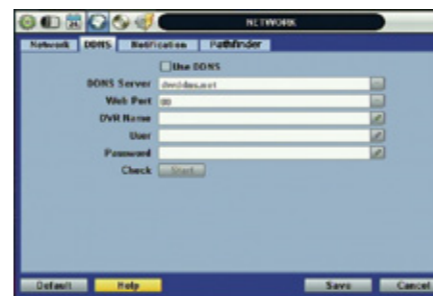 NETWORK
Network DDNS Notification Pathfinder
Use DDNS
DDNS Server
Web Port 80
DVR Name
User
Password
Check Start
Default Help Save Cancel